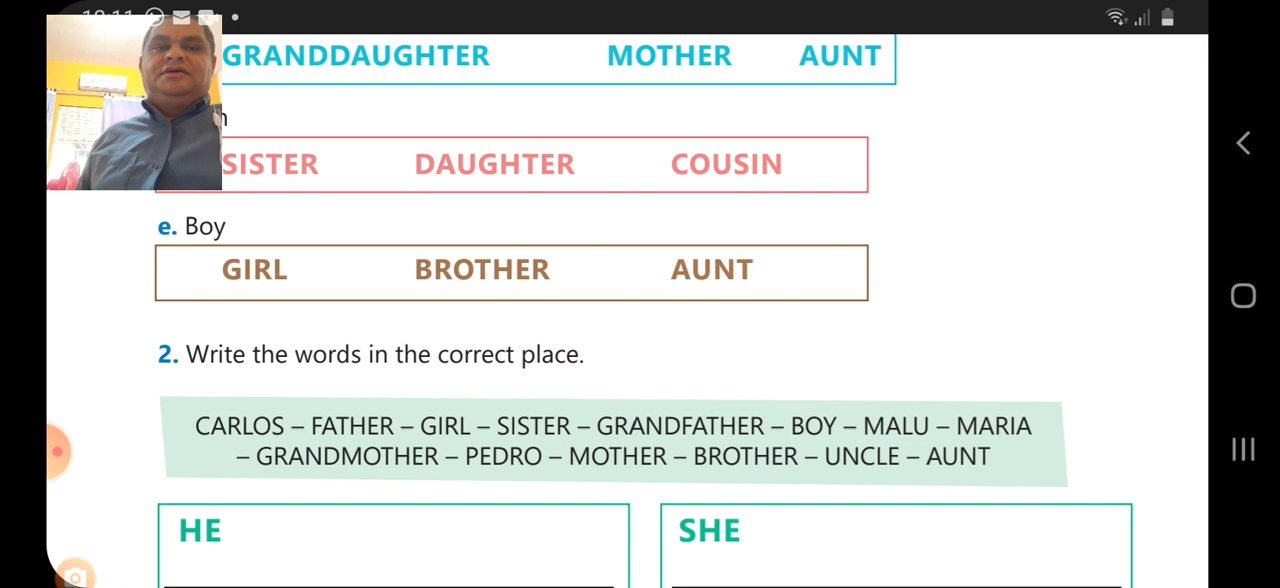 GRANDDAUGHTER MOTHER AUNT
SISTER DAUGHTER COUSIN
e. Boy
GIRL BROTHER AUNT
2. Write the words in the correct place.
CARLOS – FATHER – GIRL – SISTER – GRANDFATHER – BOY – MALU – MARIA
– GRANDMOTHER – PEDRO – MOTHER – BROTHER – UNCLE – AUNT
HE SHE